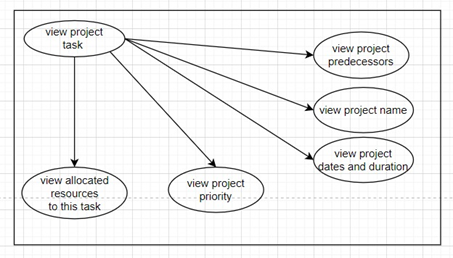 view project
task
view project
predecessors
view project name
view project
dates and duration
view allocated
resources
to this task
view project
priority